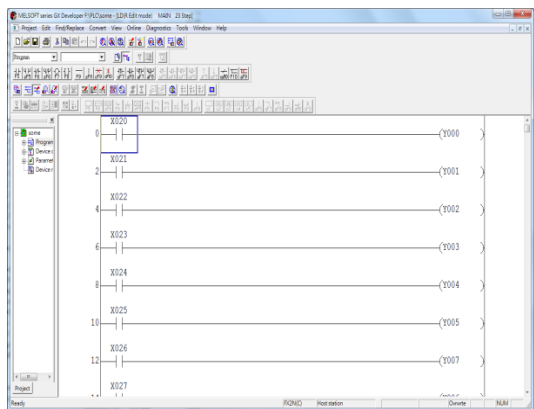 MELSOFT series GX Developer F:\PLC\some - [LD(Edit mode) MAIN 23 Step]
Project Edit Find/Replace Convert View Online Diagnostics Tools Window Help
Program
some
Program
Device
Paramet
Device
Project
X020
0 (Y000 )
X021
2 (Y001 )
X022
4 (Y002 )
X023
6 (Y003 )
X024
8 (Y004 )
X025
10 (Y005 )
X026
12 (Y007 )
X027
Ready FX2N(C) Host station Ovrwrte NUM